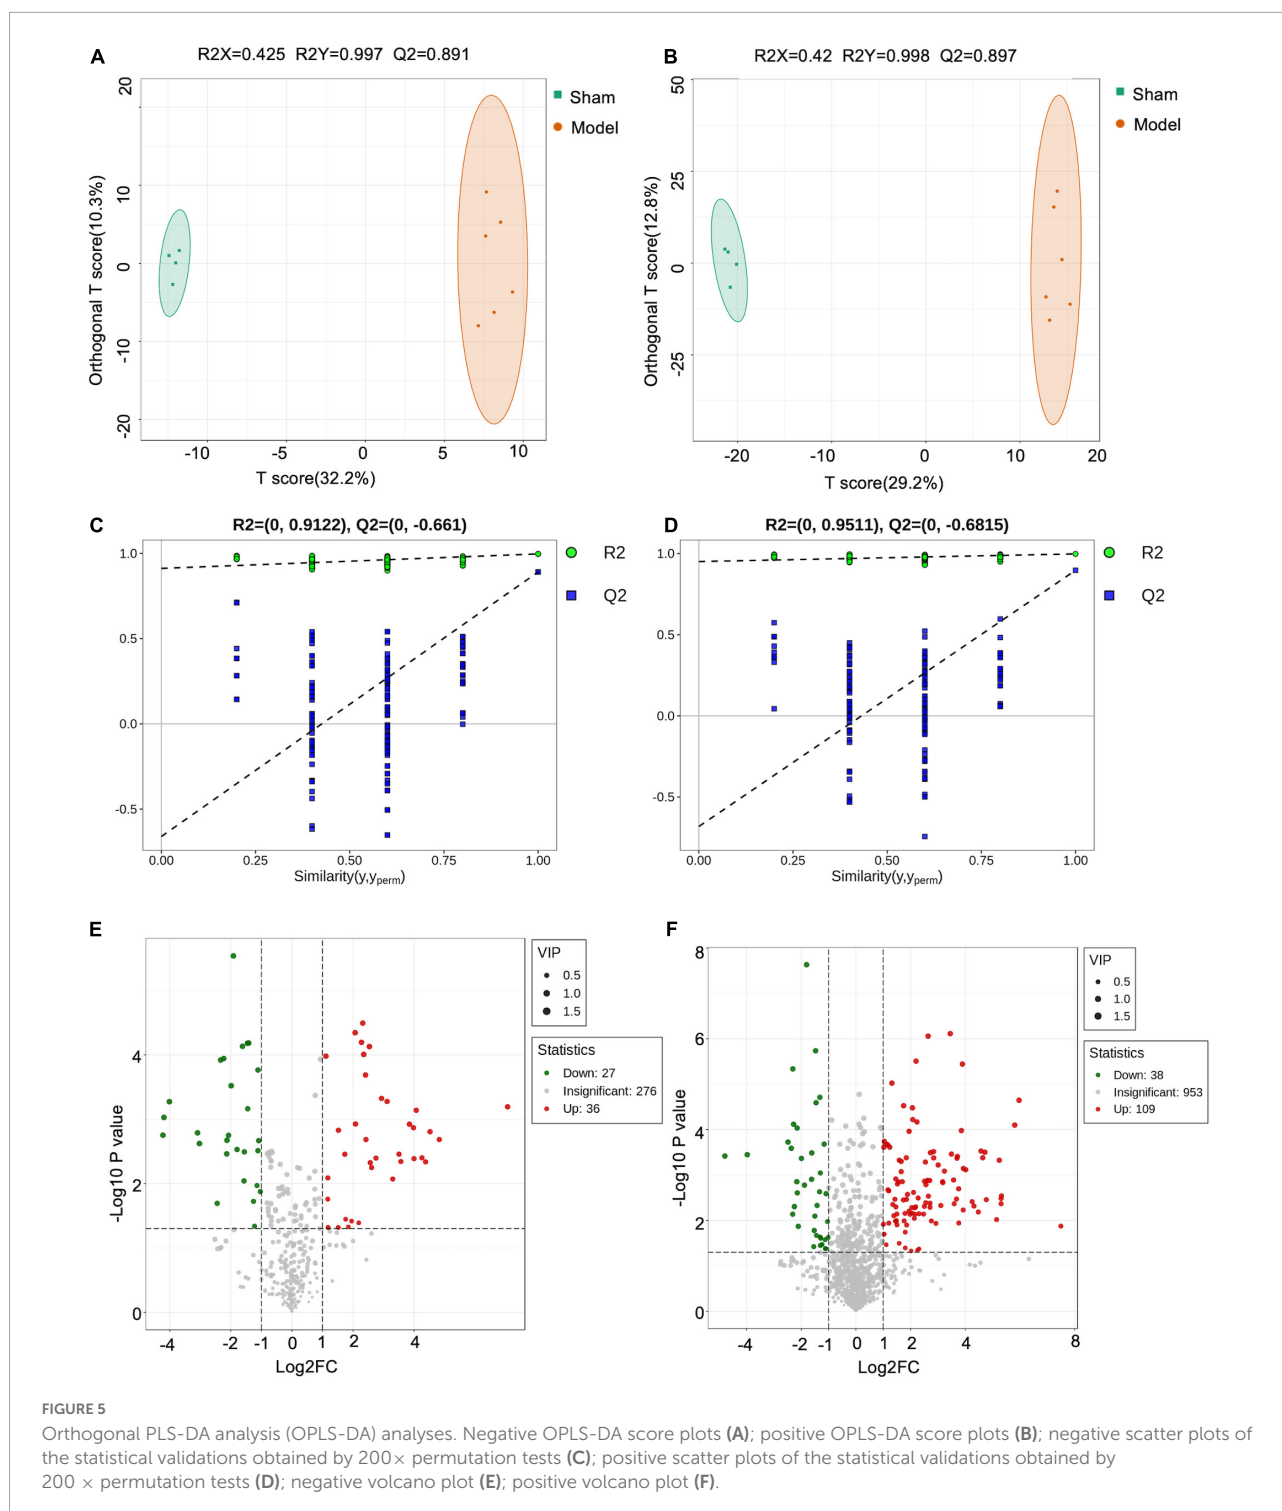 A
R2X=0.425 R2Y=0.997 Q2=0.891
20
10
0
-10
-20
Orthogonal T score(10.3%)
-10
-5
0
5
10
T score(32.2%)
Sham
Model
B
R2X=0.42 R2Y=0.998 Q2=0.897
50
25
0
-25
Orthogonal T score(12.8%)
-20
0
10
20
T score(29.2%)
Sham
Model
C
R2=(0, 0.9122), Q2=(0, -0.661)
1.0
0.5
0.0
-0.5
0.00
0.25
0.50
0.75
1.00
Similarity(y,yperm)
R2
Q2
D
R2=(0, 0.9511), Q2=(0, -0.6815)
1.0
0.5
0.0
-0.5
0.00
0.25
0.50
0.75
1.00
Similarity(y,yperm)
R2
Q2
E
4
2
0
-Log10 P value
-4
-2
-1
0
1
2
4
Log2FC
VIP
0.5
1.0
1.5
Statistics
Down: 27
Insignificant: 276
Up: 36
F
8
6
4
2
0
-Log10 P value
-4
-2
-1
0
1
2
4
8
Log2FC
VIP
0.5
1.0
1.5
Statistics
Down: 38
Insignificant: 953
Up: 109
FIGURE 5
Orthogonal PLS-DA analysis (OPLS-DA) analyses. Negative OPLS-DA score plots (A); positive OPLS-DA score plots (B); negative scatter plots of
the statistical validations obtained by 200× permutation tests (C); positive scatter plots of the statistical validations obtained by
200 × permutation tests (D); negative volcano plot (E); positive volcano plot (F).